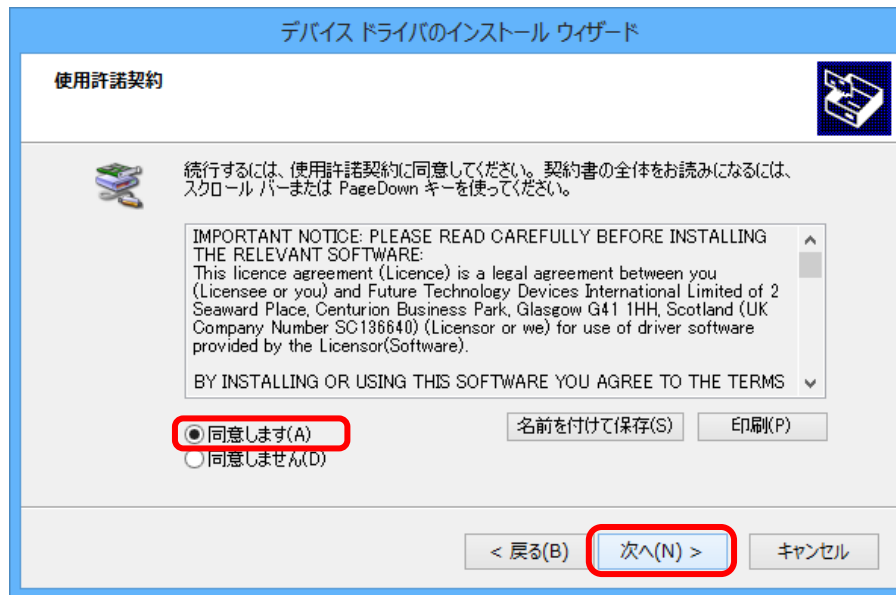 デバイス ドライバのインストール ウィザード
使用許諾契約
続行するには、使用許諾契約に同意してください。契約書の全体をお読みになるには、
スクロール バーまたは PageDown キーを使ってください。
IMPORTANT NOTICE: PLEASE READ CAREFULLY BEFORE INSTALLING
THE RELEVANT SOFTWARE:
This licence agreement (Licence) is a legal agreement between you
(Licensee or you) and Future Technology Devices International Limited of 2
Seaward Place, Centurion Business Park, Glasgow G41 1HH, Scotland (UK
Company Number SC136640) (Licensor or we) for use of driver software
provided by the Licensor(Software).
BY INSTALLING OR USING THIS SOFTWARE YOU AGREE TO THE TERMS
同意します(A)
名前を付けて保存(S)
印刷(P)
同意しません(D)
< 戻る(B)
次へ(N) >
キャンセル